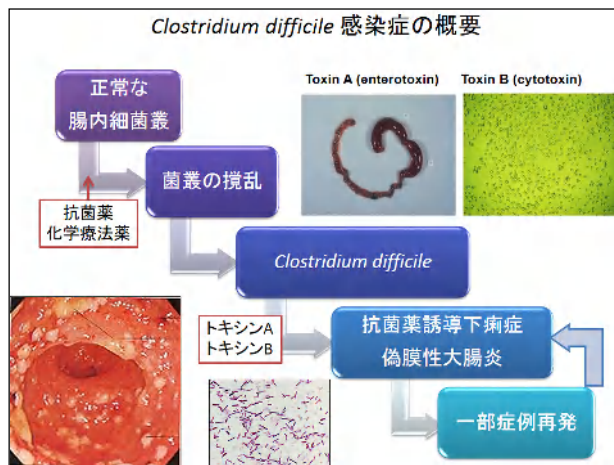 Clostridium difficile 感染症の概要
正常な
腸内細菌叢
Toxin A (enterotoxin)
Toxin B (cytotoxin)
菌叢の撹乱
抗菌薬
化学療法薬
Clostridium difficile
トキシンA
トキシンB
抗菌薬誘導下痢症
偽膜性大腸炎
一部症例再発